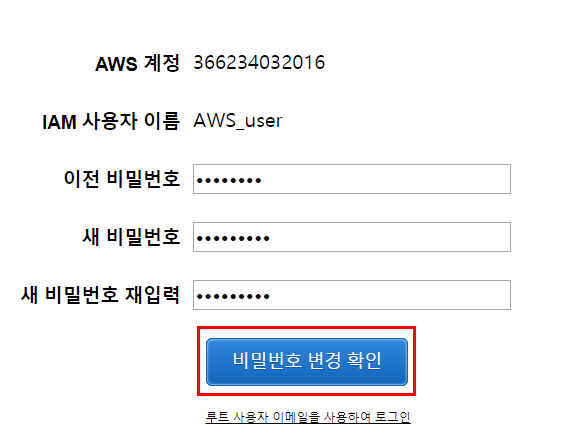 AWS 계정 366234032016
IAM 사용자 이름 AWS_user
이전 비밀번호 ••••••••
새 비밀번호 •••••••••
새 비밀번호 재입력 •••••••••
비밀번호 변경 확인
루트 사용자 이메일을 사용하여 로그인